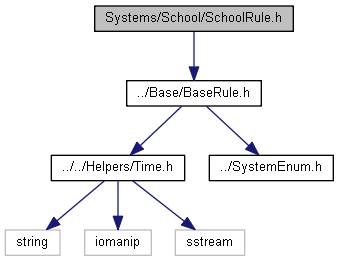 Systems/School/SchoolRule.h
../Base/BaseRule.h
../../Helpers/Time.h
../SystemEnum.h
string
iomanip
sstream